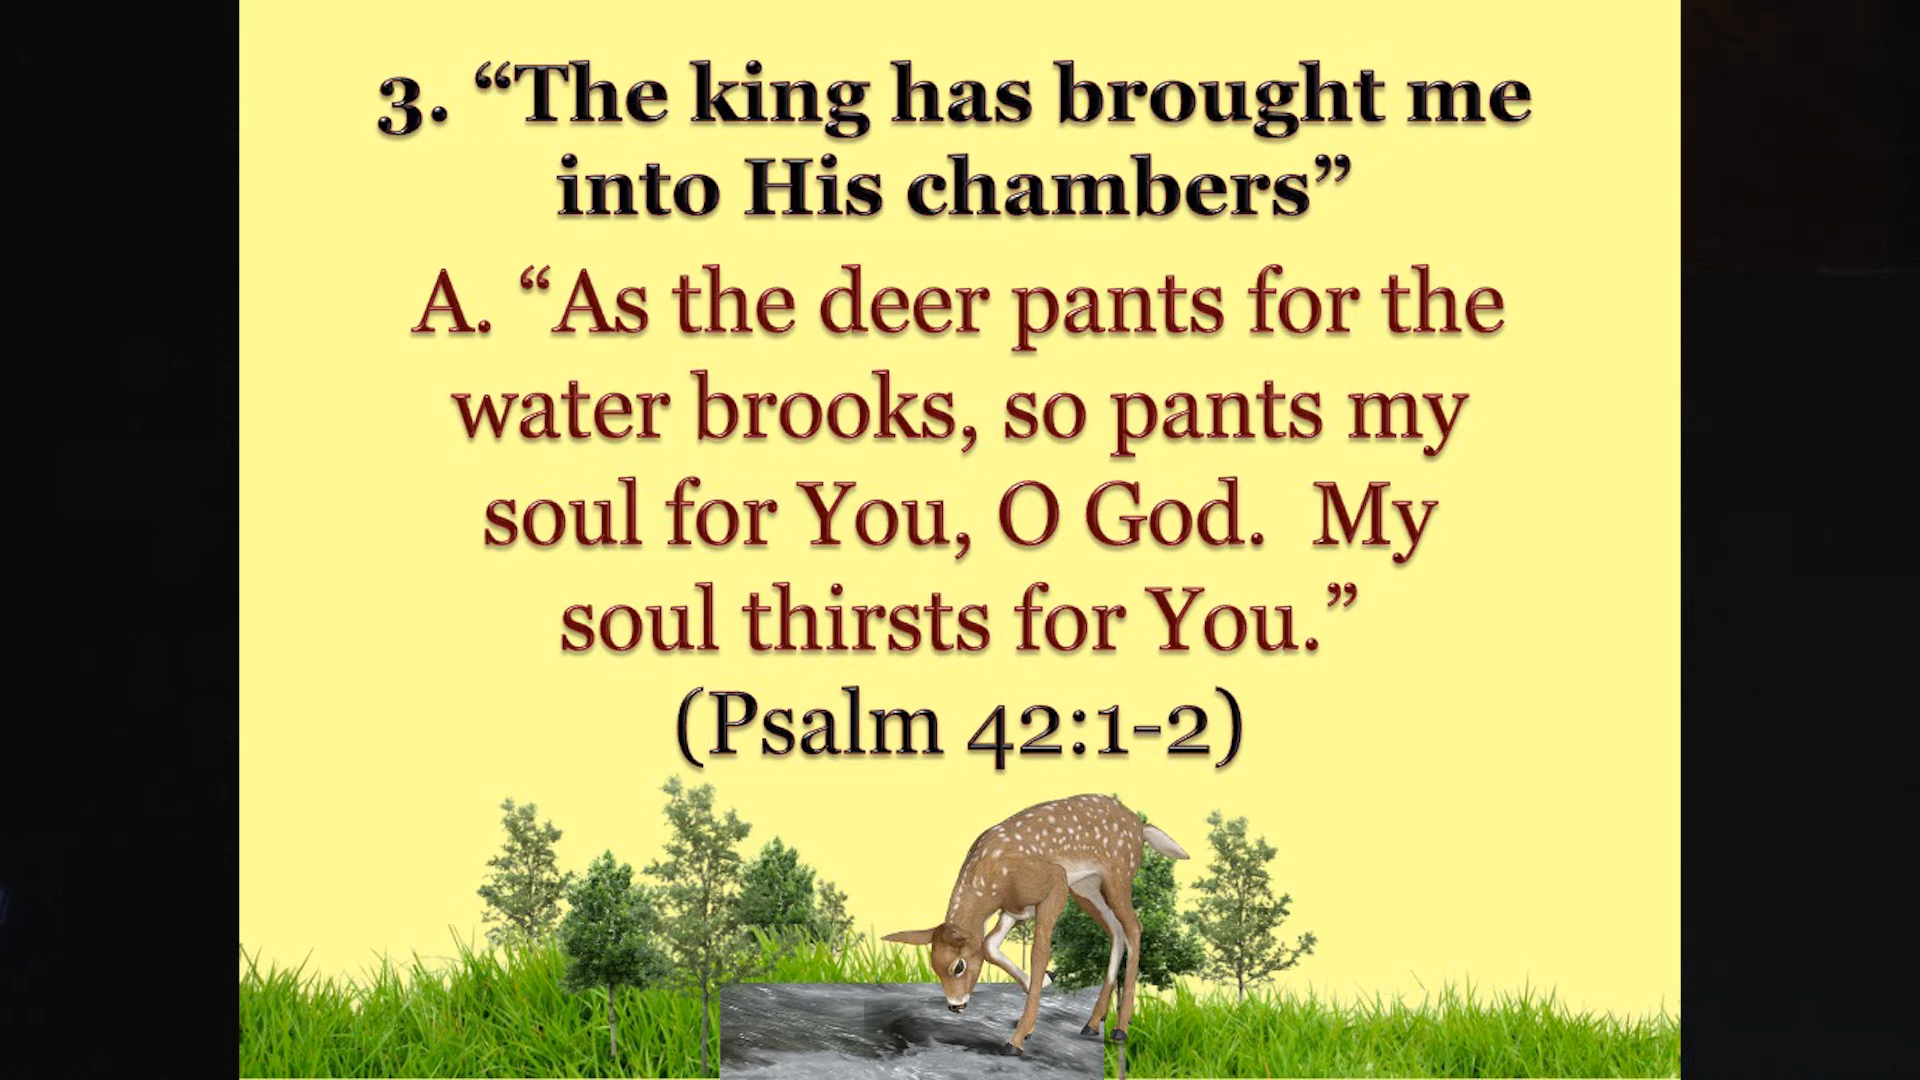 3. “The king has brought me
into His chambers”
A. “As the deer pants for the
water brooks, so pants my
soul for You, O God.  My
soul thirsts for You.”
(Psalm 42:1-2)